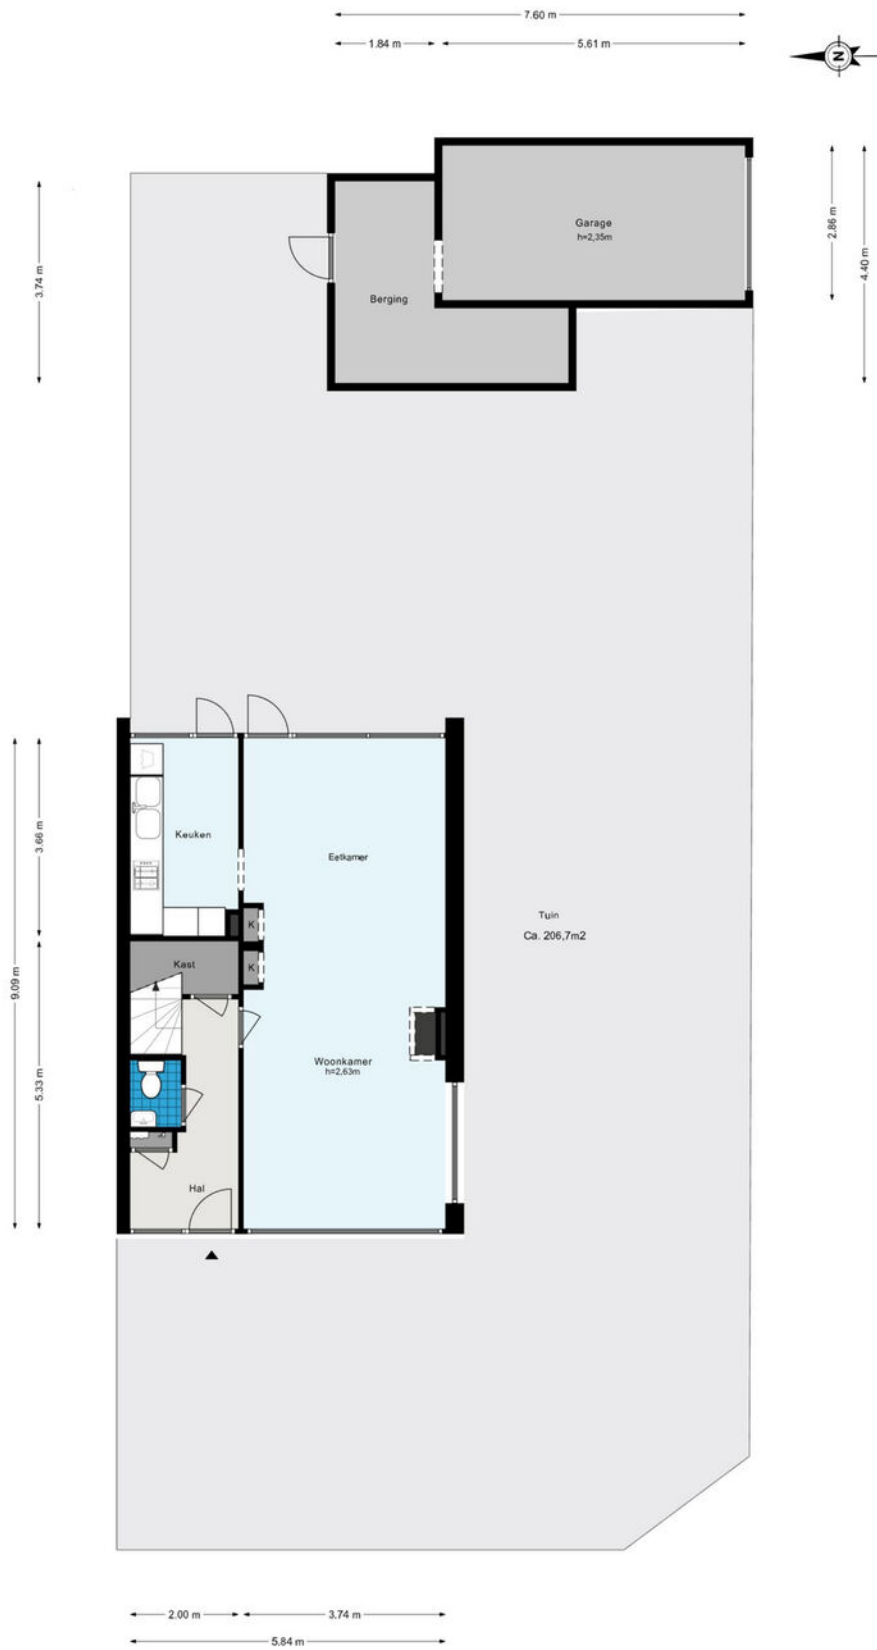 7.60 m
1.84 m
5.61 m
N
Garage
h=2,35m
2.86 m
4.40 m
3.74 m
Berging
Keuken
3.66 m
Eetkamer
K
Tuin
Ca. 206,7m2
Kast
K
9.09 m
Woonkamer
h=2,63m
5.33 m
Hal
2.00 m
3.74 m
5.84 m